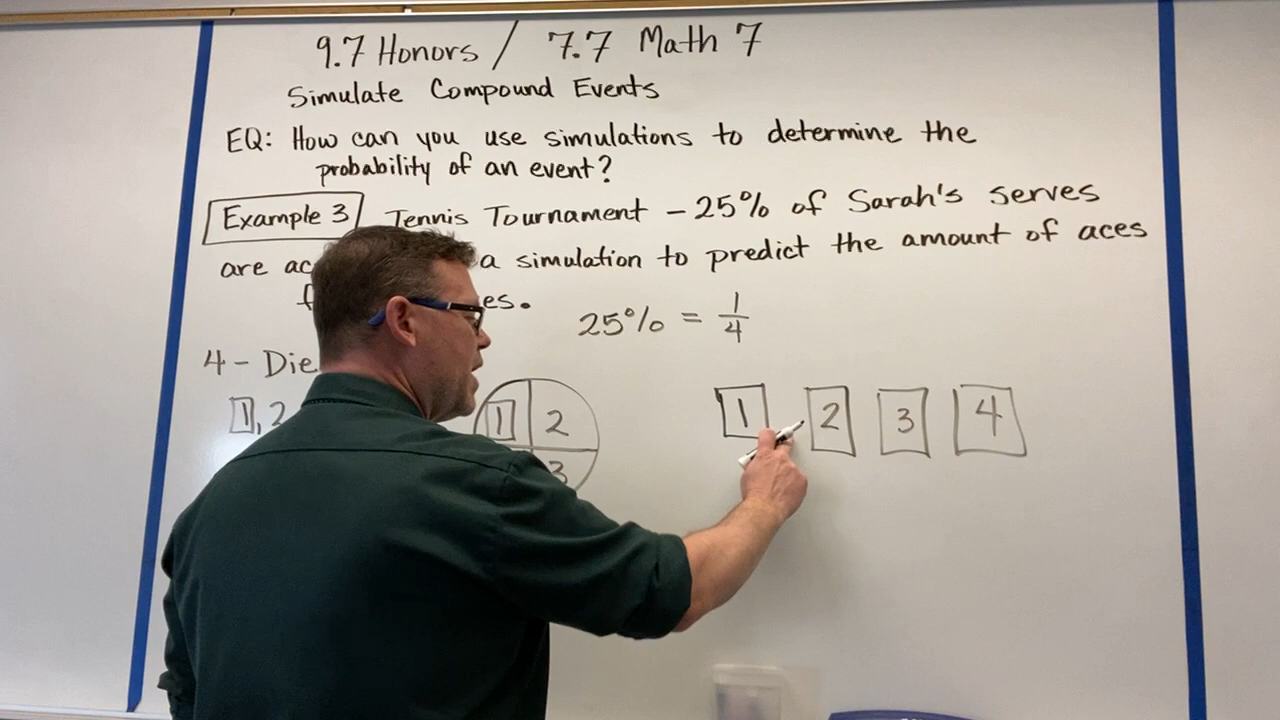 9.7 Honors / 7.7 Math 7
Simulate Compound Events
EQ: How can you use simulations to determine the
probability of an event?
Example 3 Tennis Tournament - 25% of Sarah's serves
are a simulation to predict the amount of aces
25% = 1/4
4 - Die
1, 2
1 2
3
1 2 3 4